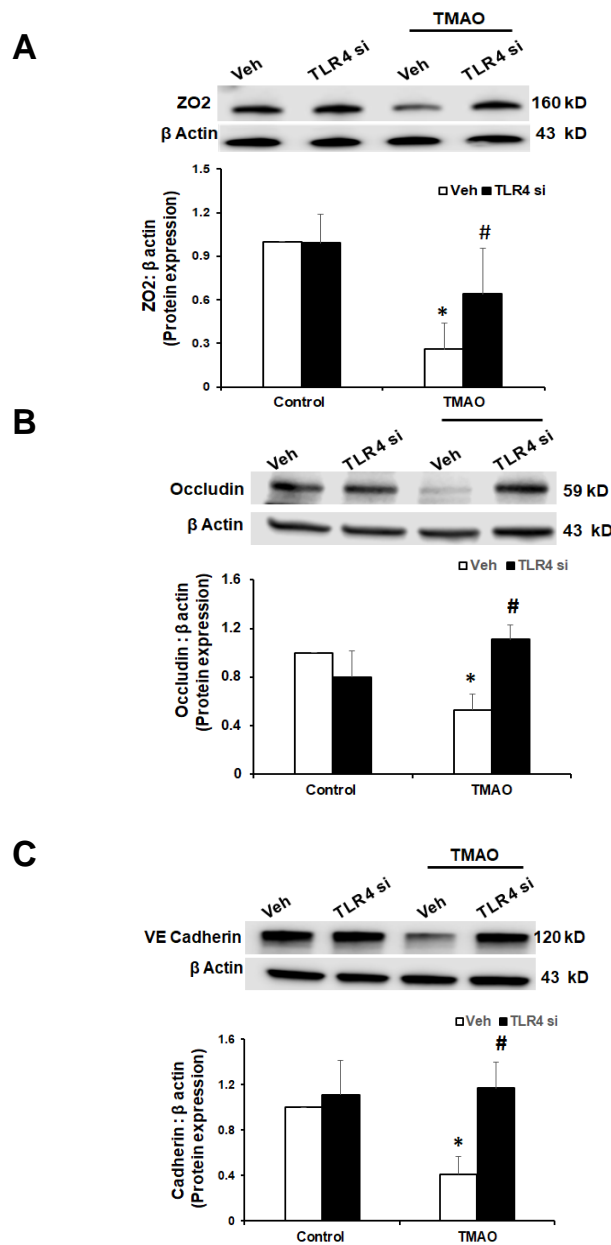 A
TMAO
Veh TLR4 si Veh TLR4 si
ZO2 160 kD
β Actin 43 kD
1.5
Veh TLR4 si
1.2
#
0.9
0.6
*
0.3
0
ZO2: β actin
(Protein expression)
Control TMAO
B
Veh TLR4 si Veh TLR4 si
Occludin 59 kD
β Actin 43 kD
Veh TLR4 si
1.6
#
1.2
0.8
*
0.4
0
Occludin : β actin
(Protein expression)
Control TMAO
C
TMAO
Veh TLR4 si Veh TLR4 si
VE Cadherin 120 kD
β Actin 43 kD
Veh TLR4 si
1.6
#
1.2
0.8
*
0.4
0
Cadherin : β actin
(Protein expression)
Control TMAO